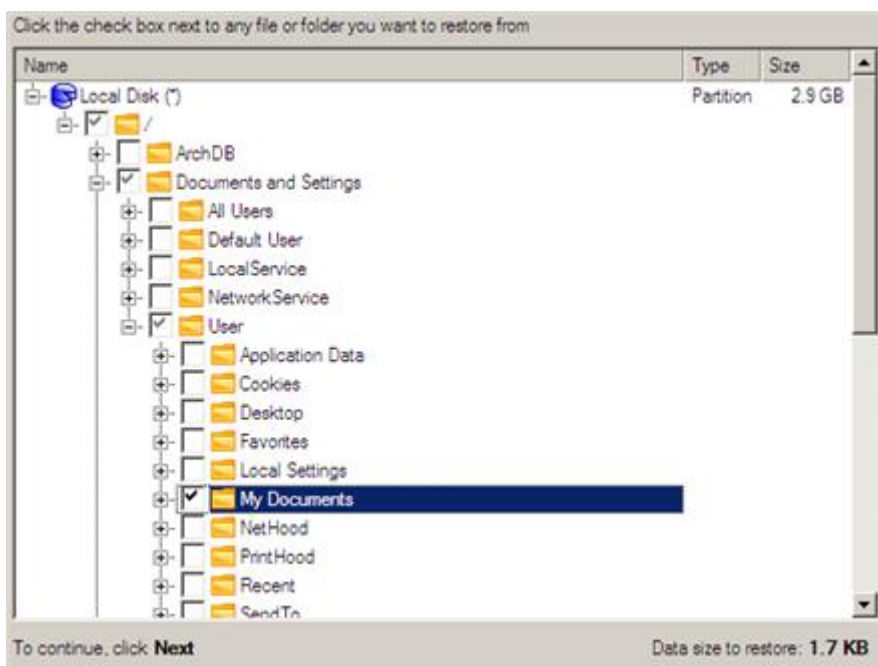 Click the check box next to any file or folder you want to restore from
Name Type Size
Local Disk (*) Partition 2.9 GB
/
ArchDB
Documents and Settings
All Users
Default User
LocalService
NetworkService
User
Application Data
Cookies
Desktop
Favorites
Local Settings
My Documents
NetHood
PrintHood
Recent
SendTo
To continue, click Next Data size to restore: 1.7 KB